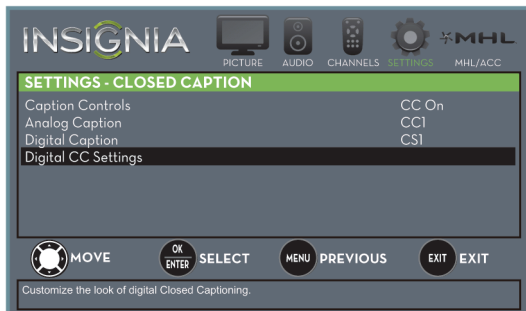 INSIGNIA
PICTURE AUDIO CHANNELS SETTINGS MHL MHL/ACC
SETTINGS - CLOSED CAPTION
Caption Controls CC On
Analog Caption CC1
Digital Caption CS1
Digital CC Settings
MOVE OK ENTER SELECT MENU PREVIOUS EXIT EXIT
Customize the look of digital Closed Captioning.